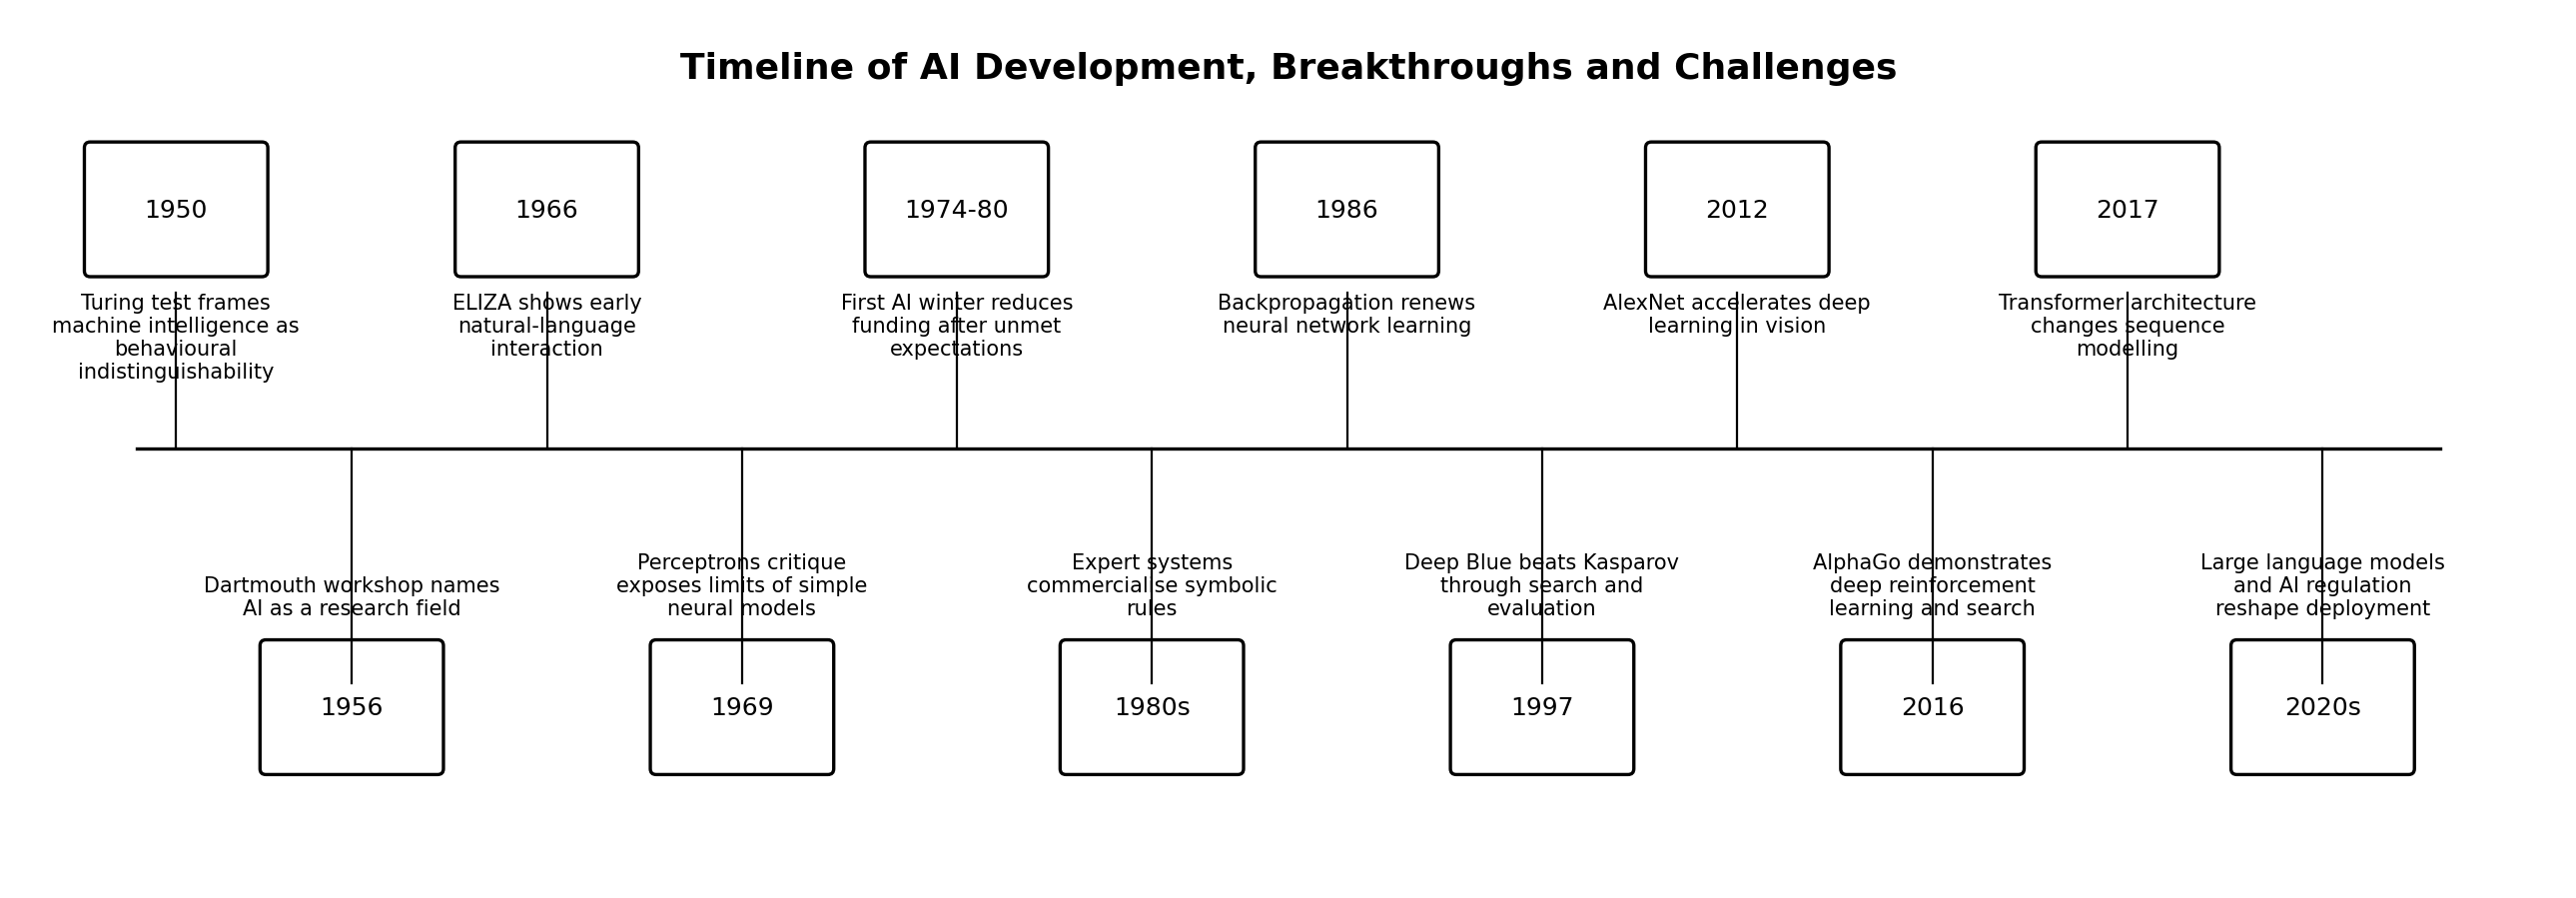 Timeline of AI Development, Breakthroughs and Challenges
1950
Turing test frames
machine intelligence as
behavioural
indistinguishability
1966
ELIZA shows early
natural-language
interaction
1974-80
First AI winter reduces
funding after unmet
expectations
1986
Backpropagation renews
neural network learning
2012
AlexNet accelerates deep
learning in vision
2017
Transformer architecture
changes sequence
modelling
Dartmouth workshop names
AI as a research field
1956
Perceptrons critique
exposes limits of simple
neural models
1969
Expert systems
commercialise symbolic
rules
1980s
Deep Blue beats Kasparov
through search and
evaluation
1997
AlphaGo demonstrates
deep reinforcement
learning and search
2016
Large language models
and AI regulation
reshape deployment
2020s